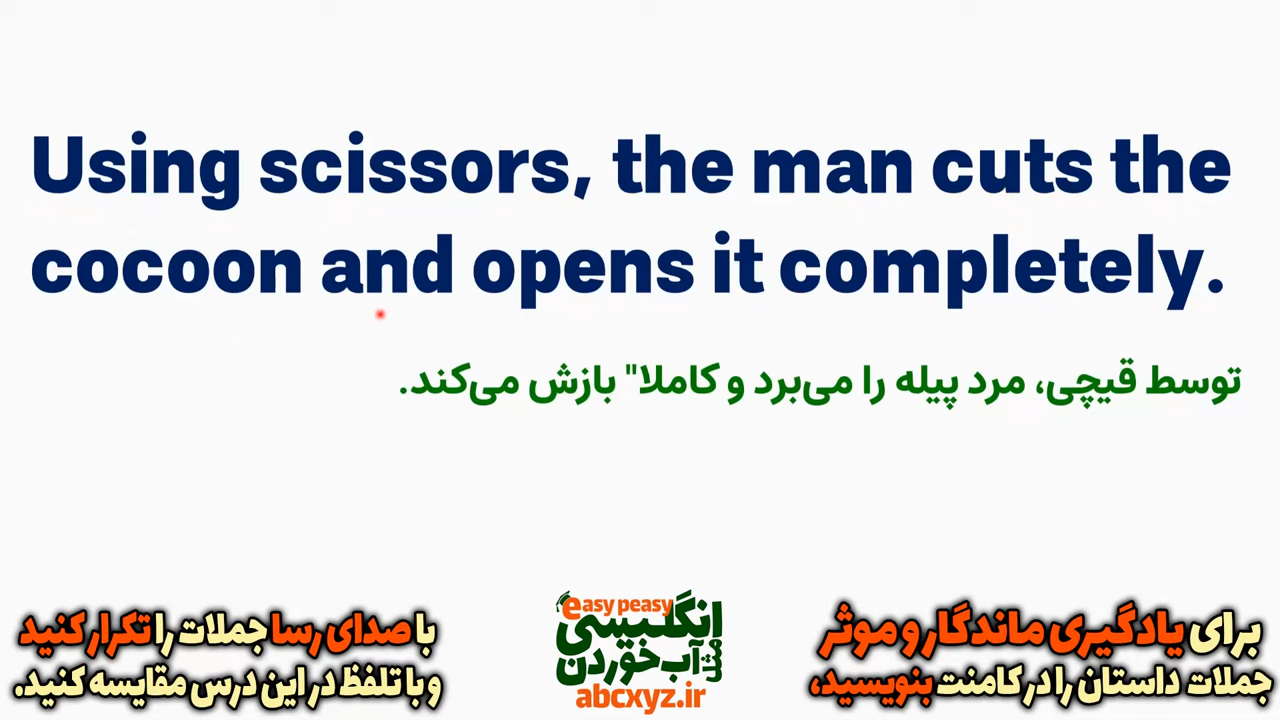 Using scissors, the man cuts the
cocoon and opens it completely.
توسط قیچی، مرد پیله را می‌برد و کاملا" بازش می‌کند.
برای یادگیری ماندگار و موثر
جملات داستان را در کامنت بنویسید،
easy peasy
انگلیسی
مثل آب خوردن
abcxyz.ir
با صدای رسا جملات را تکرار کنید
و با تلفظ در این درس مقایسه کنید.